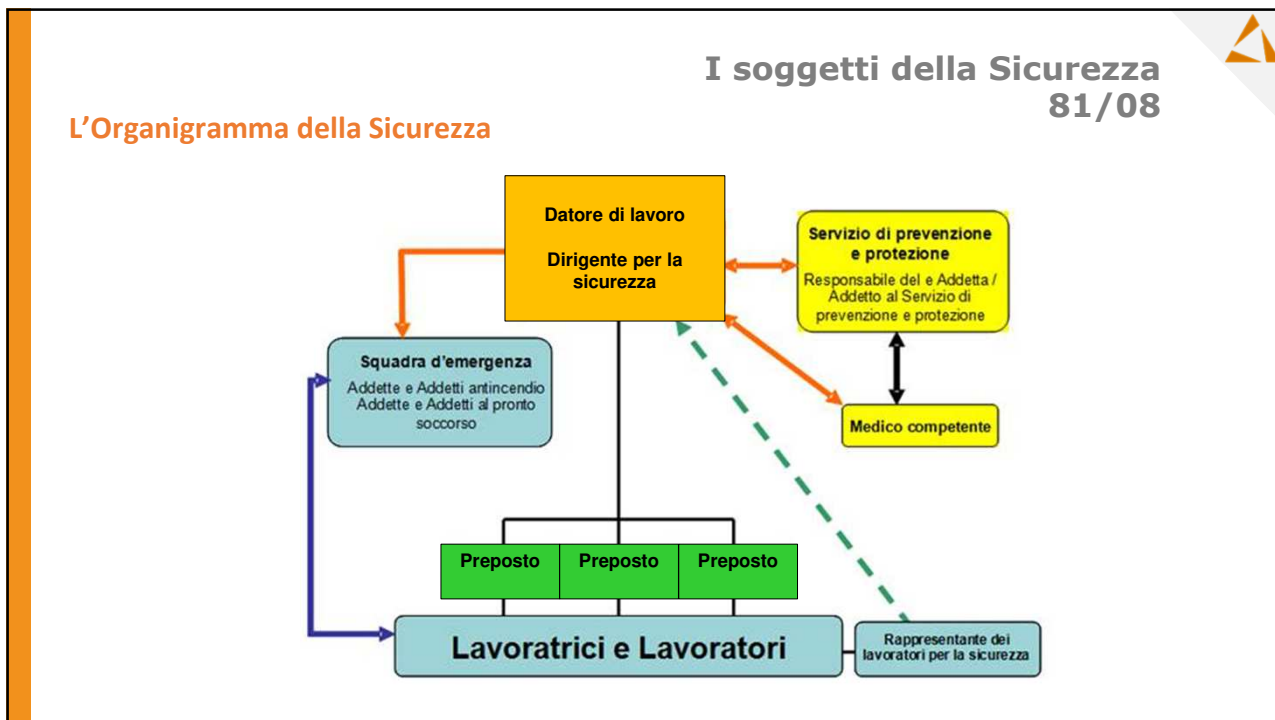 I soggetti della Sicurezza
81/08
L'Organigramma della Sicurezza
Datore di lavoro
Dirigente per la
sicurezza
Servizio di prevenzione
e protezione
Responsabile del e Addetta /
Addetto al Servizio di
prevenzione e protezione
Squadra d'emergenza
Addette e Addetti antincendio
Addette e Addetti al pronto
soccorso
Medico competente
Preposto
Preposto
Preposto
Lavoratrici e Lavoratori
Rappresentante dei
lavoratori per la sicurezza